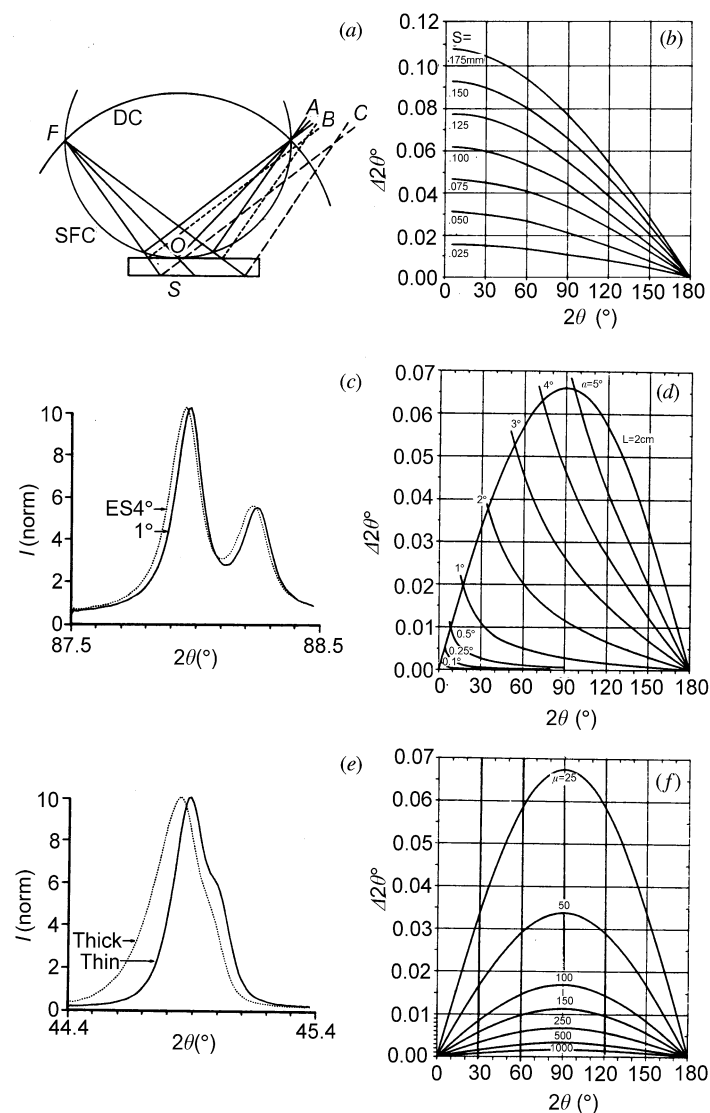 (a)
DC
F
A
B
C
SFC
O
S
(b)
S=
.175mm
.150
.125
.100
.075
.050
.025
0.12
0.10
0.08
0.06
0.04
0.02
0.00
Δ2θ°
0 30 60 90 120 150 180
2θ (°)
(c)
10
8
6
4
2
0
I (norm)
ES4°
1°
87.5 88.5
2θ(°)
(d)
0.07
0.06
0.05
0.04
0.03
0.02
0.01
0.00
Δ2θ°
4°
α=5°
3°
L=2cm
2°
1°
0.5°
0.25°
0.1°
0 30 60 90 120 150 180
2θ (°)
(e)
10
8
6
4
2
0
I (norm)
Thick
Thin
44.4 45.4
2θ(°)
(f)
0.07
0.06
0.05
0.04
0.03
0.02
0.01
0.00
Δ2θ°
μ=25
50
100
150
250
500
1000
0 30 60 90 120 150 180
2θ (°)